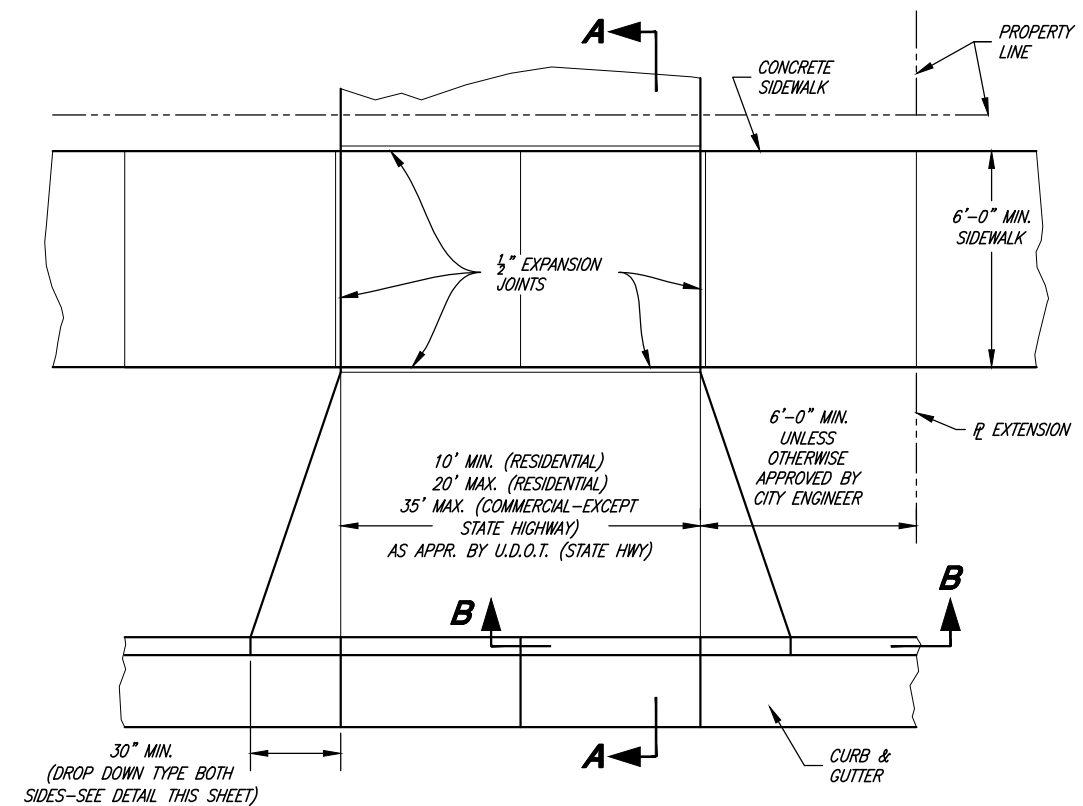 A
PROPERTY
LINE
CONCRETE
SIDEWALK
6'-0" MIN.
SIDEWALK
1/2" EXPANSION
JOINTS
6'-0" MIN.
UNLESS
OTHERWISE
APPROVED BY
CITY ENGINEER
℄ EXTENSION
10' MIN. (RESIDENTIAL)
20' MAX. (RESIDENTIAL)
35' MAX. (COMMERCIAL-EXCEPT
STATE HIGHWAY)
AS APPR. BY U.D.O.T. (STATE HWY)
B
B
30" MIN.
(DROP DOWN TYPE BOTH
SIDES-SEE DETAIL THIS SHEET)
A
CURB &
GUTTER